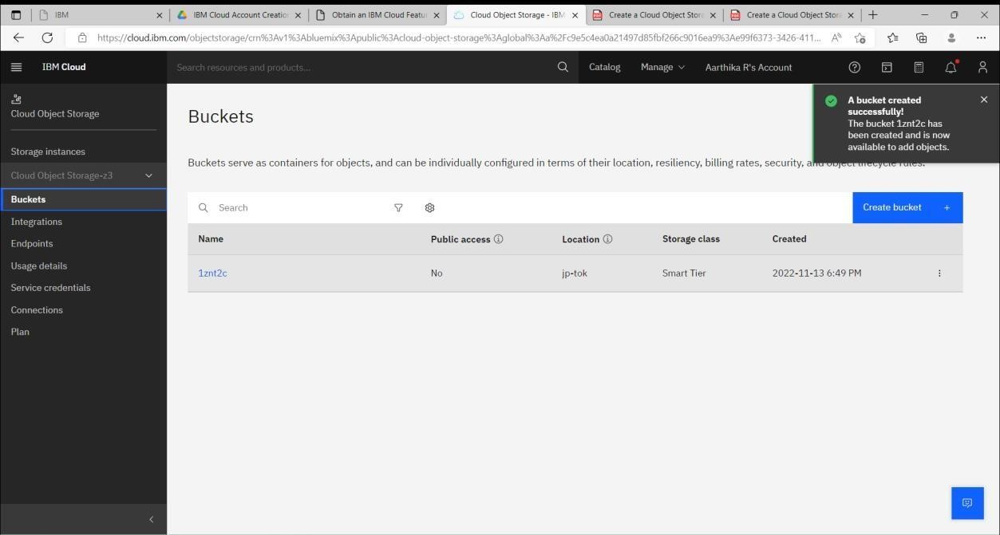 IBM
IBM Cloud Account Creatio
Obtain an IBM Cloud Featu
Cloud Object Storage - IBM
Create a Cloud Object Stora
Create a Cloud Object Stora
https://cloud.ibm.com/objectstorage/crn%3Av1%3Abluemix%3Apublic%3Acloud-object-storage%3Aglobal%3Aa%2Fc9e5c4ea0a21497d85fbf266c9016ea9%3Ae99f6373-3426-411...
IBM Cloud
Search resources and products...
Catalog
Manage
Aarthika R's Account
Cloud Object Storage
Storage instances
Cloud Object Storage-z3
Buckets
Integrations
Endpoints
Usage details
Service credentials
Connections
Plan
A bucket created
successfully!
The bucket 1znt2c has
been created and is now
available to add objects.
Buckets
Buckets serve as containers for objects, and can be individually configured in terms of their location, resiliency, billing rates, security, and object lifecycle rules.
Search
Create bucket +
Name Public access Location Storage class Created
1znt2c No jp-tok Smart Tier 2022-11-13 6:49 PM